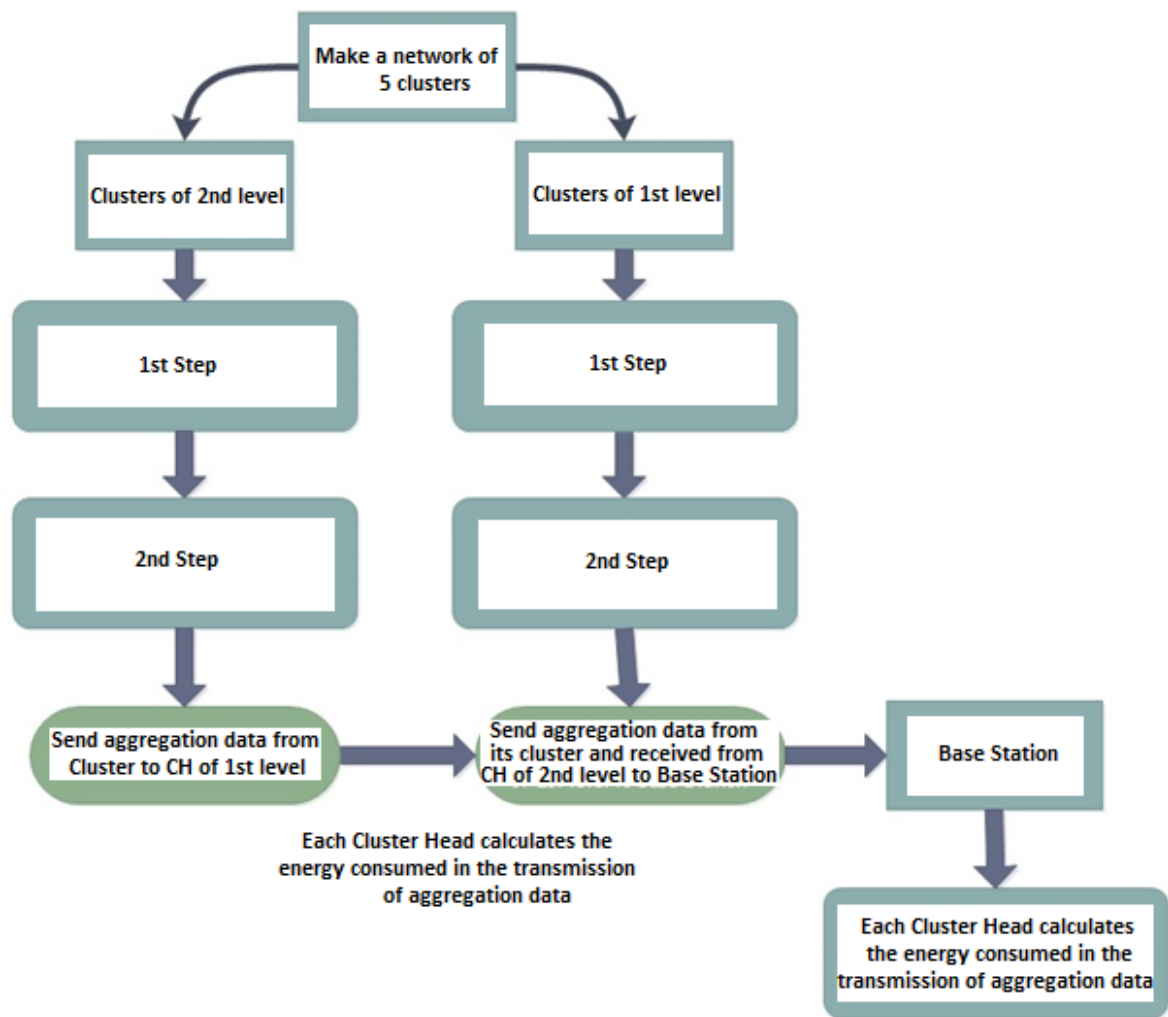 Make a network of
5 clusters
Clusters of 2nd level
Clusters of 1st level
1st Step
1st Step
2nd Step
2nd Step
Send aggregation data from
Cluster to CH of 1st level
Send aggregation data from
its cluster and received from
CH of 2nd level to Base Station
Base Station
Each Cluster Head calculates the
energy consumed in the transmission
of aggregation data
Each Cluster Head calculates
the energy consumed in the
transmission of aggregation data